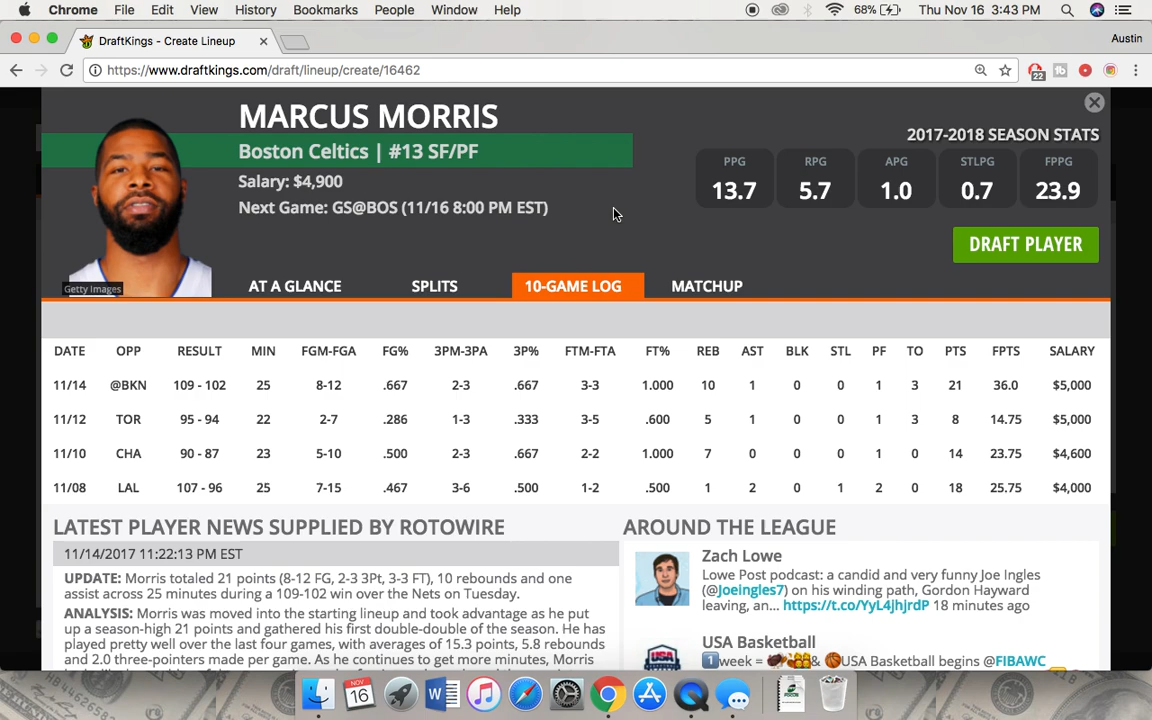 Chrome File Edit View History Bookmarks People Window Help 68% Thu Nov 16 3:43 PM
DraftKings - Create Lineup Austin
https://www.draftkings.com/draft/lineup/create/16462 22
MARCUS MORRIS
Boston Celtics | #13 SF/PF
Salary: $4,900
Next Game: GS@BOS (11/16 8:00 PM EST)
2017-2018 SEASON STATS
PPG RPG APG STLPG FPPG
13.7 5.7 1.0 0.7 23.9
DRAFT PLAYER
Getty Images
AT A GLANCE SPLITS 10-GAME LOG MATCHUP
DATE OPP RESULT MIN FGM-FGA FG% 3PM-3PA 3P% FTM-FTA FT% REB AST BLK STL PF TO PTS FPTS SALARY
11/14 @BKN 109 - 102 25 8-12 .667 2-3 .667 3-3 1.000 10 1 0 0 1 3 21 36.0 $5,000
11/12 TOR 95 - 94 22 2-7 .286 1-3 .333 3-5 .600 5 1 0 0 1 3 8 14.75 $5,000
11/10 CHA 90 - 87 23 5-10 .500 2-3 .667 2-2 1.000 7 0 0 0 1 0 14 23.75 $4,600
11/08 LAL 107 - 96 25 7-15 .467 3-6 .500 1-2 .500 1 2 0 1 2 0 18 25.75 $4,000
LATEST PLAYER NEWS SUPPLIED BY ROTOWIRE
11/14/2017 11:22:13 PM EST
UPDATE: Morris totaled 21 points (8-12 FG, 2-3 3Pt, 3-3 FT), 10 rebounds and one
assist across 25 minutes during a 109-102 win over the Nets on Tuesday.
ANALYSIS: Morris was moved into the starting lineup and took advantage as he put
up a season-high 21 points and gathered his first double-double of the season. He has
played pretty well over the last four games, with averages of 15.3 points, 5.8 rebounds
and 2.0 three-pointers made per game. As he continues to get more minutes, Morris
AROUND THE LEAGUE
Zach Lowe
Lowe Post podcast: a candid and very funny Joe Ingles
(@Joeingles7) on his winding path, Gordon Hayward
leaving, an... https://t.co/YyL4jhjrdP 18 minutes ago
USA Basketball
1 week = & USA Basketball begins @FIBAWC
NOV
16